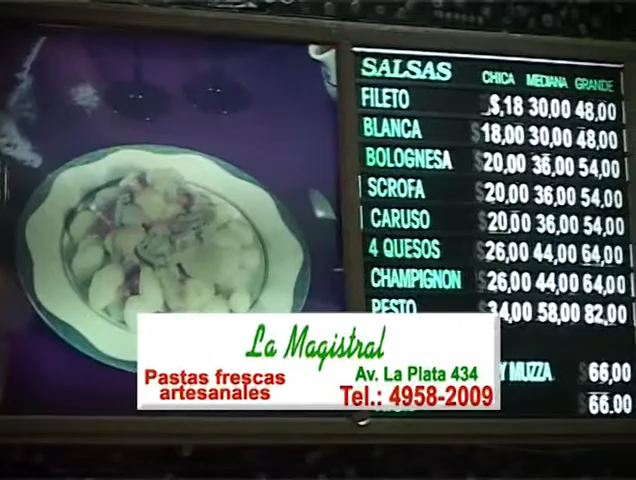 SALSAS CHICA MEDIANA GRANDE
FILETO $,18 30,00 48,00
BLANCA $18,00 30,00 48,00
BOLOGNESA $20,00 36,00 54,00
SCROFA $20,00 36,00 54,00
CARUSO $20,00 36,00 54,00
4 QUESOS $26,00 44,00 64,00
CHAMPIGNON $26,00 44,00 64,00
PESTO $34,00 58,00 82,00
Y MUZZA $66,00
$66.00
La Magistral
Pastas frescas
artesanales
Av. La Plata 434
Tel.: 4958-2009